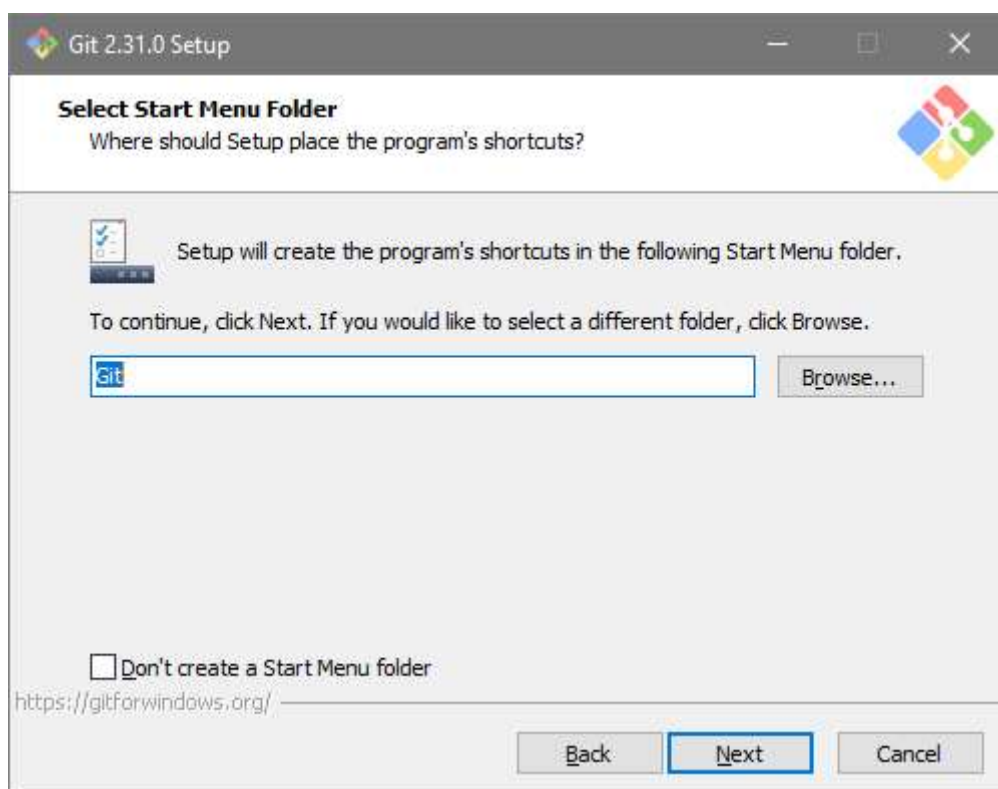 Git 2.31.0 Setup
Select Start Menu Folder
Where should Setup place the program's shortcuts?
Setup will create the program's shortcuts in the following Start Menu folder.
To continue, click Next. If you would like to select a different folder, click Browse.
Git
Browse...
Don't create a Start Menu folder
https://gitforwindows.org/
Back
Next
Cancel